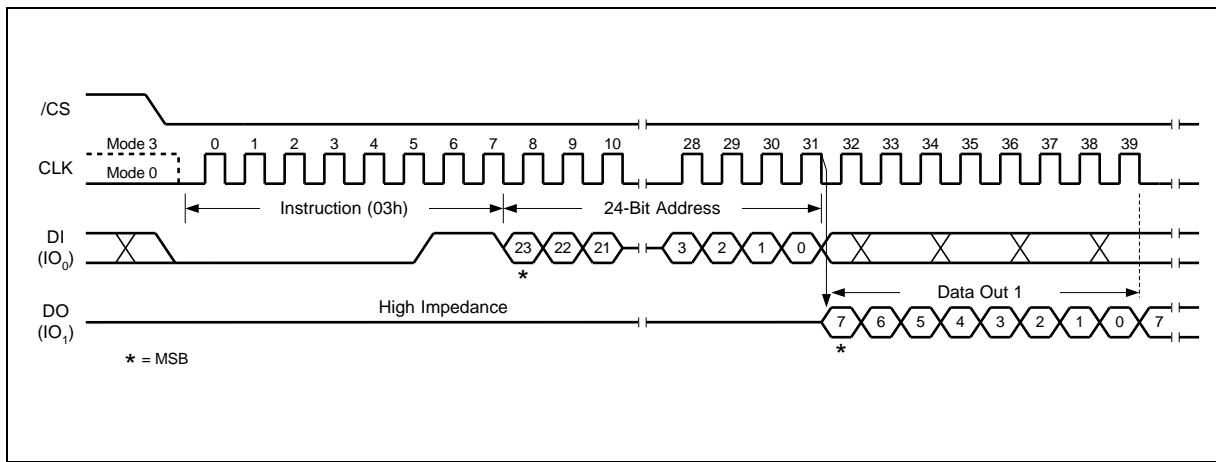 /CS
Mode 3 0 1 2 3 4 5 6 7 8 9 10 28 29 30 31 32 33 34 35 36 37 38 39
CLK
Mode 0
Instruction (03h) 24-Bit Address
DI
(IO0) 23 22 21 3 2 1 0
*
High Impedance Data Out 1
DO
(IO1) 7 6 5 4 3 2 1 0 7
*
* = MSB